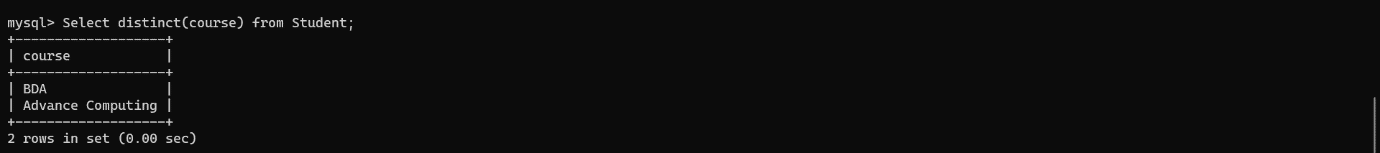 mysql> Select distinct(course) from Student;
+-------------------+
| course            |
+-------------------+
| BDA               |
| Advance Computing |
+-------------------+
2 rows in set (0.00 sec)